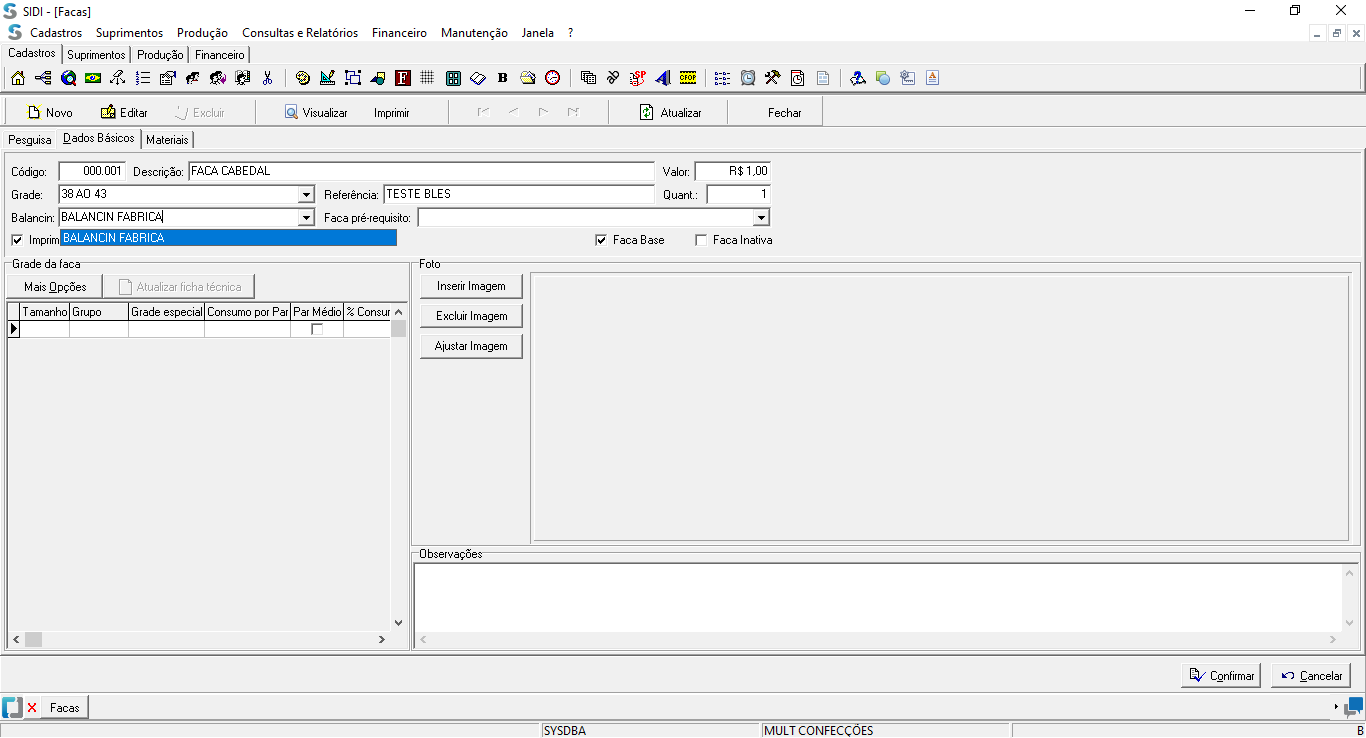 SIDI - [Facas]
Cadastros Suprimentos Produção Consultas e Relatórios Financeiro Manutenção Janela ?
Cadastros Suprimentos Produção Financeiro
F B SP CFOP A
Novo Editar Excluir Visualizar Imprimir Atualizar Fechar
Pesquisa Dados Básicos Materiais
Código: 000.001 Descrição: FACA CABEDAL Valor: R$ 1,00
Grade: 38 AO 43 Referência: TESTE BLES Quant.: 1
Balancin: BALANCIN FABRICA Faca pré-requisito:
Imprim BALANCIN FABRICA Faca Base Faca Inativa
Grade da faca Foto
Mais Opções Atualizar ficha técnica Inserir Imagem
Tamanho Grupo Grade especial Consumo por Par Par Médio % Consur
Excluir Imagem
Ajustar Imagem
Observações
Confirmar Cancelar
Facas
SYSDBA MULT CONFECÇÕES B